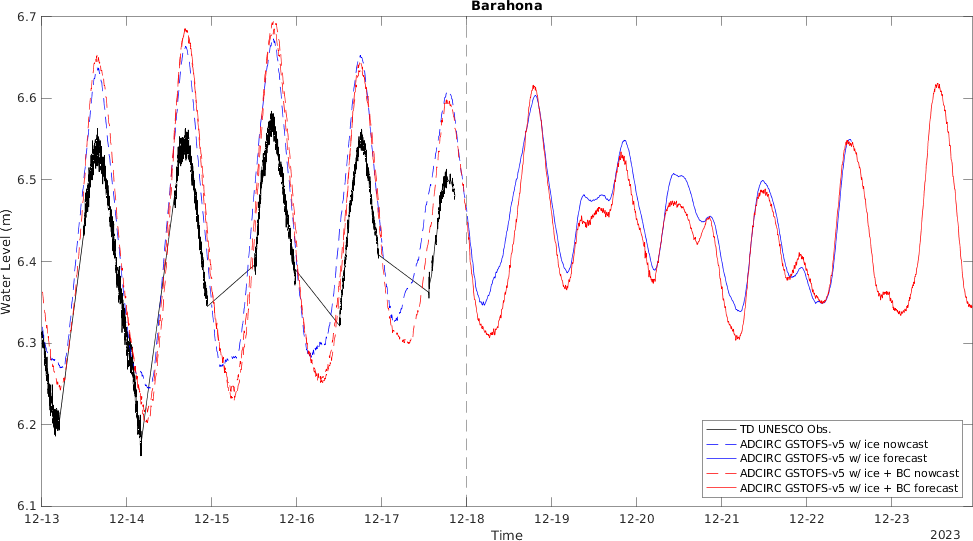 Barahona
6.7
6.6
6.5
6.4
6.3
6.2
6.1
Water Level (m)
12-13 12-14 12-15 12-16 12-17 12-18 12-19 12-20 12-21 12-22 12-23
Time
2023
TD UNESCO Obs.
ADCIRC GSTOFS-v5 w/ ice nowcast
ADCIRC GSTOFS-v5 w/ ice forecast
ADCIRC GSTOFS-v5 w/ ice + BC nowcast
ADCIRC GSTOFS-v5 w/ ice + BC forecast